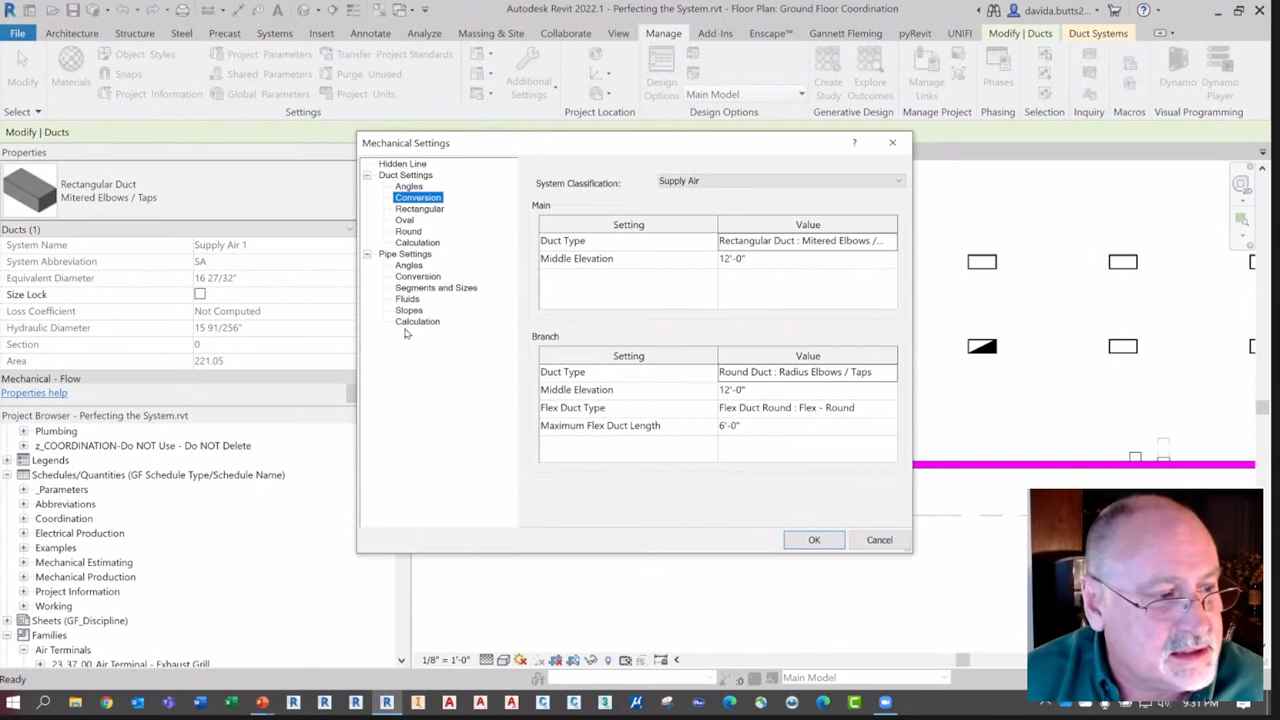 Autodesk Revit 2022.1 - Perfecting the System.rvt - Floor Plan: Ground Floor Coordination
davida.butts2...
File Architecture Structure Steel Precast Systems Insert Annotate Analyze Massing & Site Collaborate View Manage Add-Ins Enscape™ Gannett Fleming pyRevit UNIFI Modify | Ducts Duct Systems
Modify
Materials
Object Styles
Snaps
Project Information
Project Parameters
Shared Parameters
Global Parameters
Transfer Project Standards
Purge Unused
Project Units
Additional
Settings
Design
Options
Main Model
Create
Study
Explore
Outcomes
Manage
Links
Phases
Dynamo
Dynamo
Player
Select
Settings
Project Location
Design Options
Generative Design
Manage Project
Phasing
Selection
Inquiry
Macros
Visual Programming
Modify | Ducts
Properties
Rectangular Duct
Mitered Elbows / Taps
Ducts (1)
System Name Supply Air 1
System Abbreviation SA
Equivalent Diameter 16 27/32"
Size Lock
Loss Coefficient Not Computed
Hydraulic Diameter 15 91/256"
Section 0
Area 221.05
Mechanical - Flow
Properties help
Project Browser - Perfecting the System.rvt
Plumbing
z_COORDINATION-Do NOT Use - Do NOT Delete
Legends
Schedules/Quantities (GF Schedule Type/Schedule Name)
_Parameters
Abbreviations
Coordination
Electrical Production
Examples
Mechanical Estimating
Mechanical Production
Project Information
Working
Sheets (GF_Discipline)
Families
Air Terminals
23_37_00_Air Terminal - Exhaust Grill
Mechanical Settings
?
Hidden Line
Duct Settings
Angles
Conversion
Rectangular
Oval
Round
Calculation
Pipe Settings
Angles
Conversion
Segments and Sizes
Fluids
Slopes
Calculation
System Classification: Supply Air
Main
Setting Value
Duct Type Rectangular Duct : Mitered Elbows /...
Middle Elevation 12'-0"
Branch
Setting Value
Duct Type Round Duct : Radius Elbows / Taps
Middle Elevation 12'-0"
Flex Duct Type Flex Duct Round : Flex - Round
Maximum Flex Duct Length 6'-0"
OK Cancel
1/8" = 1'-0"
Ready
:0
Main Model
9:31 PM